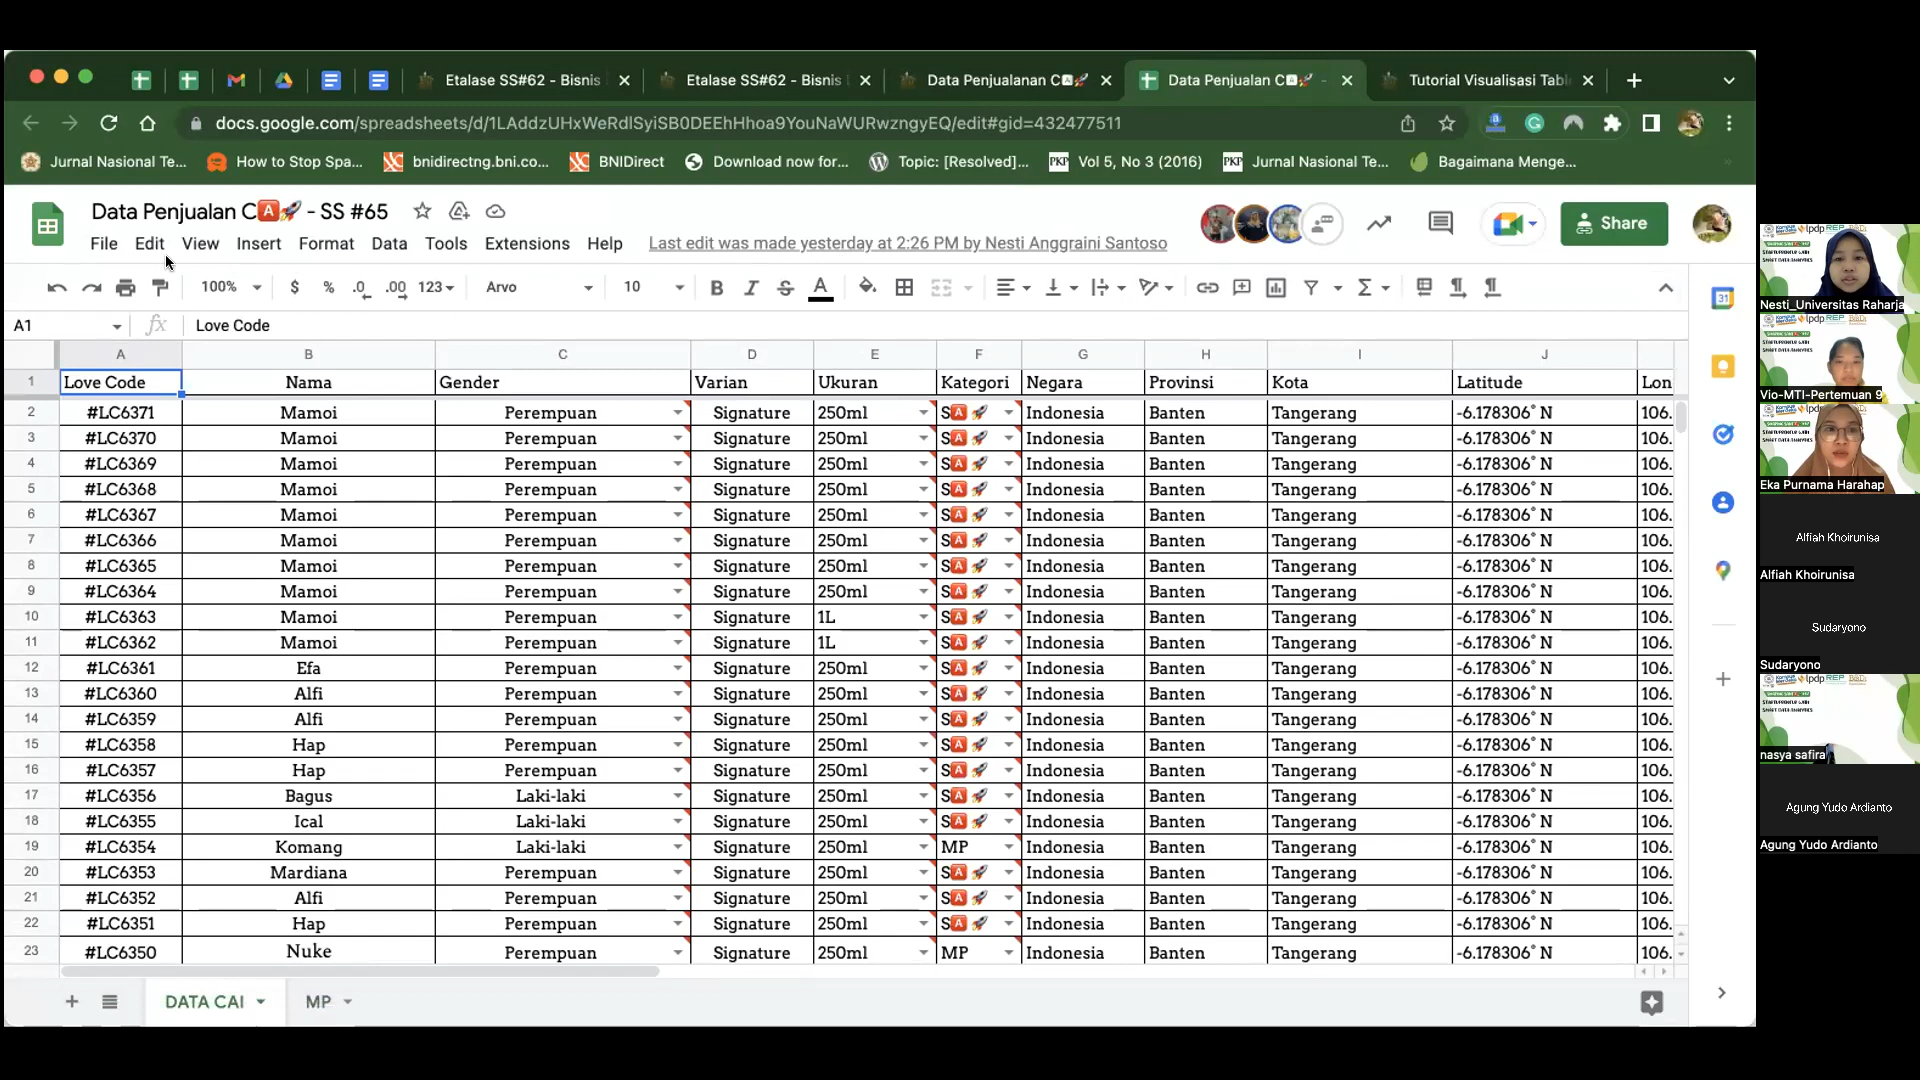 Etalase SS#62 - Bisnis
Etalase SS#62 - Bisnis
Data Penjualanan C🅰🚀
Data Penjualan C🅰🚀 -
Tutorial Visualisasi Tabl
docs.google.com/spreadsheets/d/1LAddzUHxWeRdlSyiSB0DEEhHhoa9YouNaWURwzngyEQ/edit#gid=432477511
Jurnal Nasional Te...
How to Stop Spa...
bnidirectng.bni.co...
BNIDirect
Download now for...
Topic: [Resolved]...
PKP Vol 5, No 3 (2016)
PKP Jurnal Nasional Te...
Bagaimana Menge...
Data Penjualan C🅰🚀 - SS #65
File Edit View Insert Format Data Tools Extensions Help Last edit was made yesterday at 2:26 PM by Nesti Anggraini Santoso
Share
100% $ % .0 .00 123 Arvo 10 B I S A
A1 fx Love Code
A B C D E F G H I J
1 Love Code Nama Gender Varian Ukuran Kategori Negara Provinsi Kota Latitude Lon
2 #LC6371 Mamoi Perempuan Signature 250ml S🅰🚀 Indonesia Banten Tangerang -6.178306° N 106.
3 #LC6370 Mamoi Perempuan Signature 250ml S🅰🚀 Indonesia Banten Tangerang -6.178306° N 106.
4 #LC6369 Mamoi Perempuan Signature 250ml S🅰🚀 Indonesia Banten Tangerang -6.178306° N 106.
5 #LC6368 Mamoi Perempuan Signature 250ml S🅰🚀 Indonesia Banten Tangerang -6.178306° N 106.
6 #LC6367 Mamoi Perempuan Signature 250ml S🅰🚀 Indonesia Banten Tangerang -6.178306° N 106.
7 #LC6366 Mamoi Perempuan Signature 250ml S🅰🚀 Indonesia Banten Tangerang -6.178306° N 106.
8 #LC6365 Mamoi Perempuan Signature 250ml S🅰🚀 Indonesia Banten Tangerang -6.178306° N 106.
9 #LC6364 Mamoi Perempuan Signature 250ml S🅰🚀 Indonesia Banten Tangerang -6.178306° N 106.
10 #LC6363 Mamoi Perempuan Signature 1L S🅰🚀 Indonesia Banten Tangerang -6.178306° N 106.
11 #LC6362 Mamoi Perempuan Signature 1L S🅰🚀 Indonesia Banten Tangerang -6.178306° N 106.
12 #LC6361 Efa Perempuan Signature 250ml S🅰🚀 Indonesia Banten Tangerang -6.178306° N 106.
13 #LC6360 Alfi Perempuan Signature 250ml S🅰🚀 Indonesia Banten Tangerang -6.178306° N 106.
14 #LC6359 Alfi Perempuan Signature 250ml S🅰🚀 Indonesia Banten Tangerang -6.178306° N 106.
15 #LC6358 Hap Perempuan Signature 250ml S🅰🚀 Indonesia Banten Tangerang -6.178306° N 106.
16 #LC6357 Hap Perempuan Signature 250ml S🅰🚀 Indonesia Banten Tangerang -6.178306° N 106.
17 #LC6356 Bagus Laki-laki Signature 250ml S🅰🚀 Indonesia Banten Tangerang -6.178306° N 106.
18 #LC6355 Ical Laki-laki Signature 250ml S🅰🚀 Indonesia Banten Tangerang -6.178306° N 106.
19 #LC6354 Komang Laki-laki Signature 250ml MP Indonesia Banten Tangerang -6.178306° N 106.
20 #LC6353 Mardiana Perempuan Signature 250ml S🅰🚀 Indonesia Banten Tangerang -6.178306° N 106.
21 #LC6352 Alfi Perempuan Signature 250ml S🅰🚀 Indonesia Banten Tangerang -6.178306° N 106.
22 #LC6351 Hap Perempuan Signature 250ml S🅰🚀 Indonesia Banten Tangerang -6.178306° N 106.
23 #LC6350 Nuke Perempuan Signature 250ml MP Indonesia Banten Tangerang -6.178306° N 106.
DATA CAI MP
31
Nesti_Universitas Raharja
Vio-MTI-Pertemuan 9
Eka Purnama Harahap
Alfiah Khoirunisa
Alfiah Khoirunisa
Sudaryono
Sudaryono
nasya safira
Agung Yudo Ardianto
Agung Yudo Ardianto